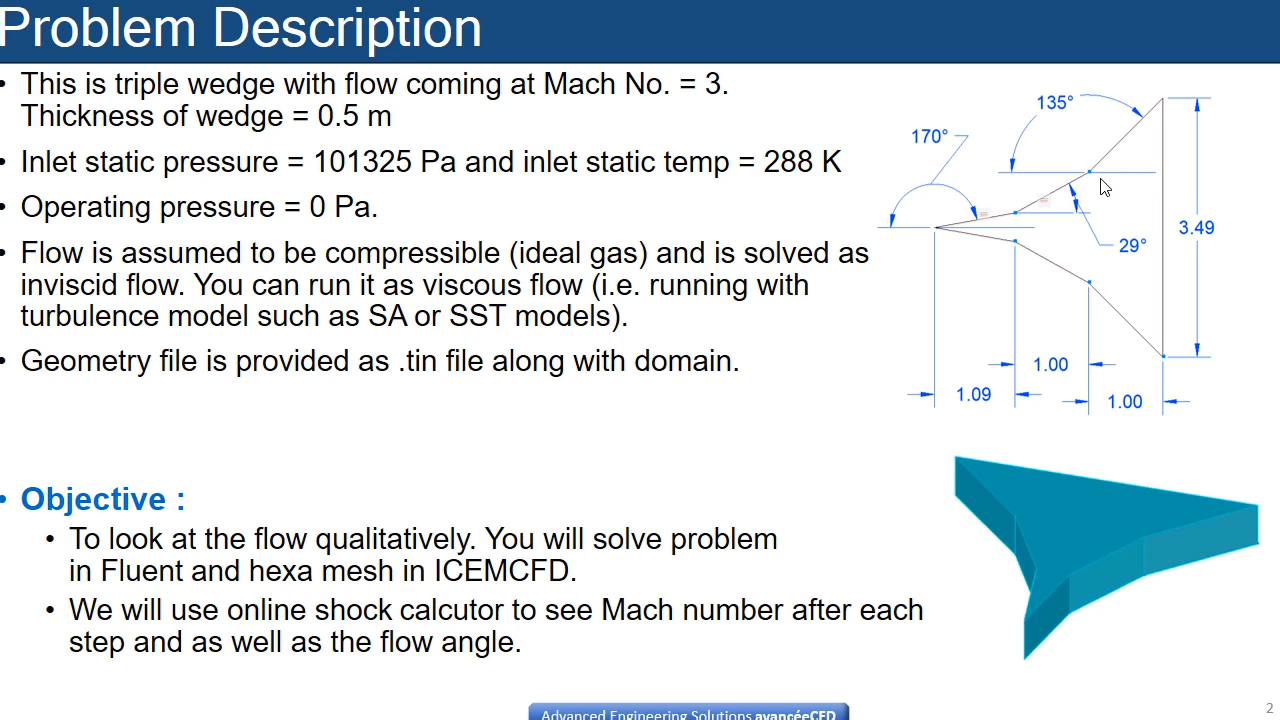 Problem Description
• This is triple wedge with flow coming at Mach No. = 3.
Thickness of wedge = 0.5 m
• Inlet static pressure = 101325 Pa and inlet static temp = 288 K
• Operating pressure = 0 Pa.
• Flow is assumed to be compressible (ideal gas) and is solved as
inviscid flow. You can run it as viscous flow (i.e. running with
turbulence model such as SA or SST models).
• Geometry file is provided as .tin file along with domain.
• Objective :
• To look at the flow qualitatively. You will solve problem
in Fluent and hexa mesh in ICEMCFD.
• We will use online shock calcutor to see Mach number after each
step and as well as the flow angle.
135°
170°
3.49
29°
1.00
1.09
1.00
Advanced Engineering Solutions avancéeCFD
2